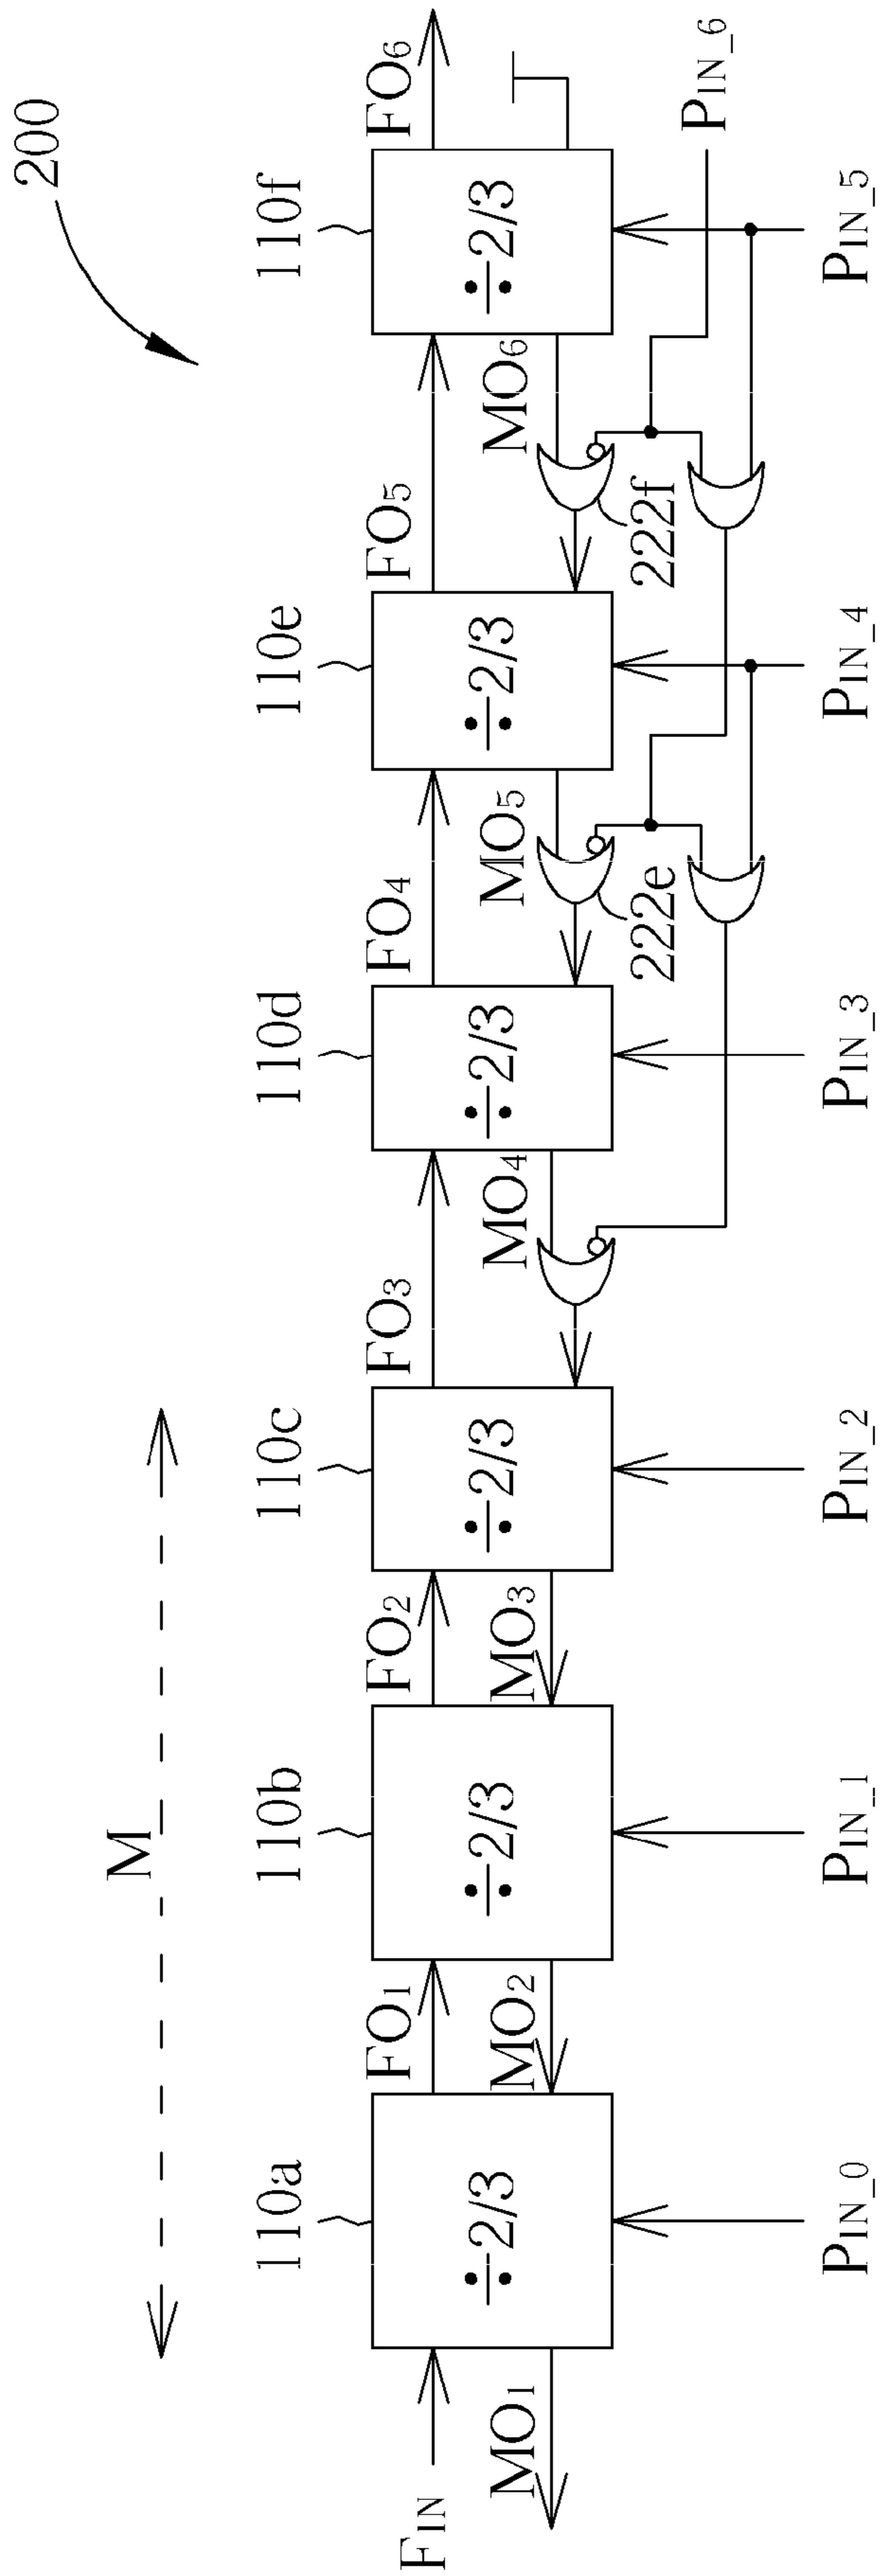 200
M
110a
110b
110c
110d
110e
110f
FIN
FO1
FO2
FO3
FO4
FO5
FO6
÷2/3
÷2/3
÷2/3
÷2/3
÷2/3
÷2/3
MO1
MO2
MO3
MO4
MO5
MO6
222e
222f
PIN_6
PIN_0
PIN_1
PIN_2
PIN_3
PIN_4
PIN_5